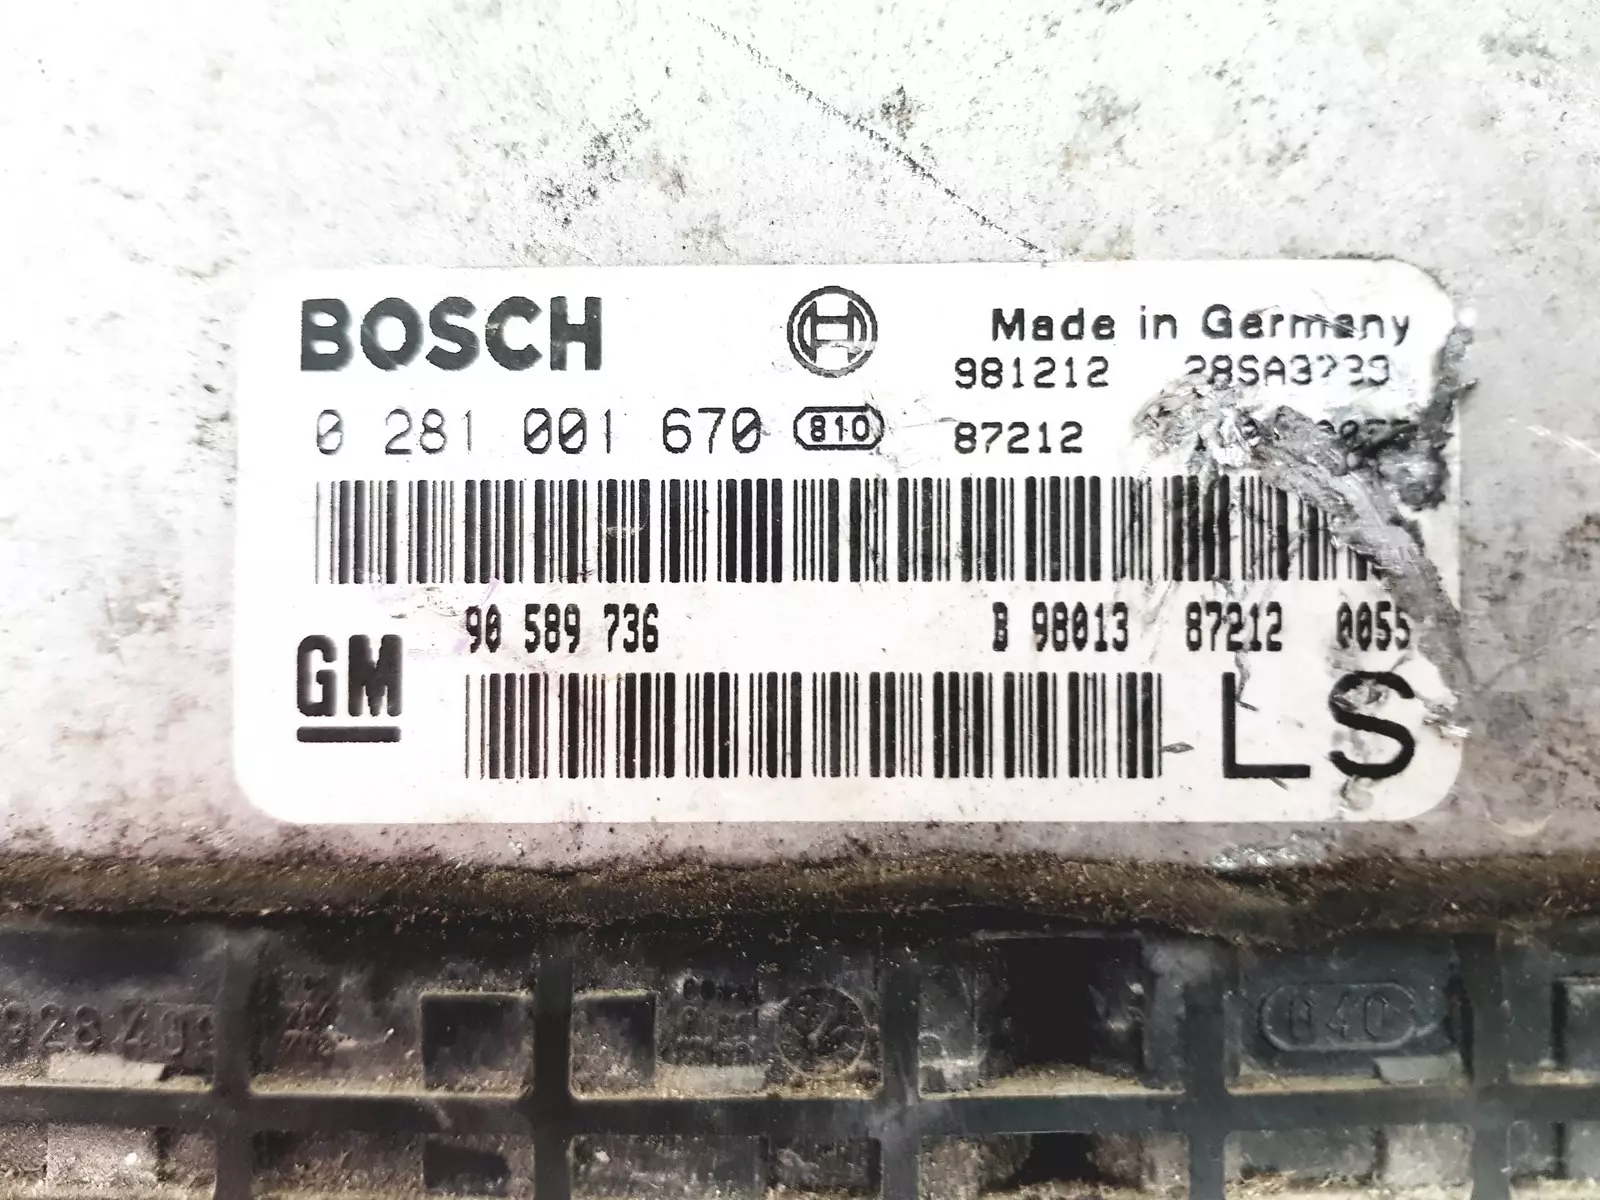 BOSCH
Made in Germany
981212
0 281 001 670 810 87212
90 589 736 B 98013 87212 0055
GM
LS
040